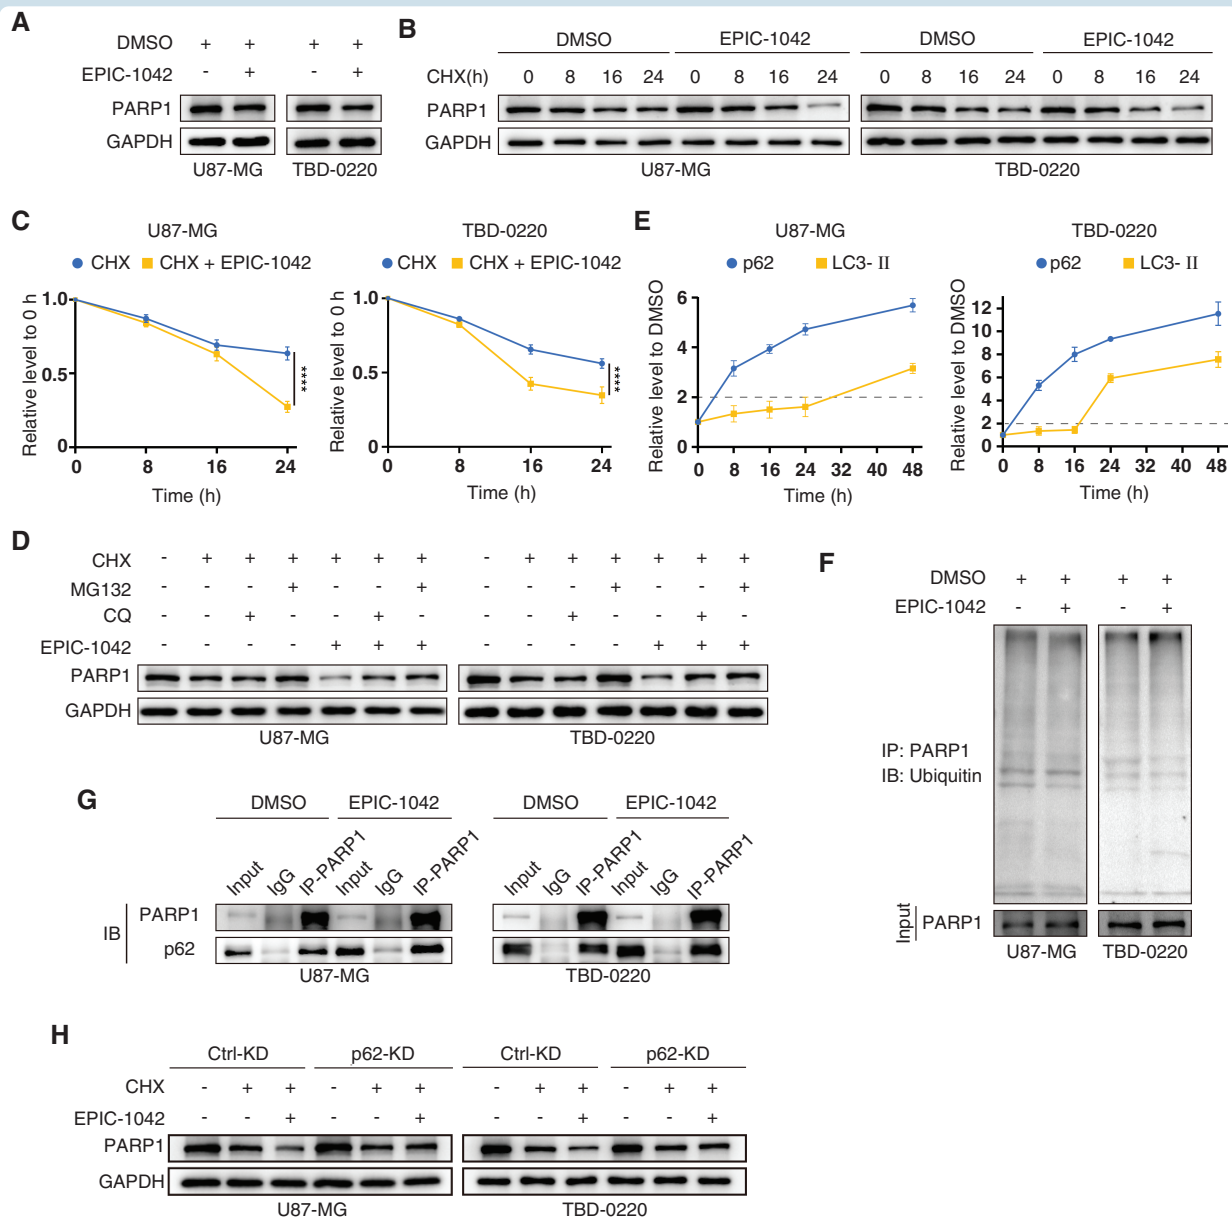 A
DMSO + + + +
EPIC-1042 - + - +
PARP1
GAPDH
U87-MG TBD-0220
B
DMSO EPIC-1042 DMSO EPIC-1042
CHX(h) 0 8 16 24 0 8 16 24 0 8 16 24 0 8 16 24
PARP1
GAPDH
U87-MG TBD-0220
C
U87-MG
CHX CHX + EPIC-1042
Relative level to 0 h
1.0
0.5
0
0 8 16 24
Time (h)
****
TBD-0220
CHX CHX + EPIC-1042
Relative level to 0 h
1.0
0.5
0
0 8 16 24
Time (h)
****
E
U87-MG
p62 LC3- II
Relative level to DMSO
6
4
2
0
0 8 16 24 32 40 48
Time (h)
TBD-0220
p62 LC3- II
Relative level to DMSO
12
10
8
6
4
2
0
0 8 16 24 32 40 48
Time (h)
D
CHX - + + + + + + - + + + + + +
MG132 - - - + - - + - - - + - - +
CQ - - + - - + - - - + - - + -
EPIC-1042 - - - - + + + - - - - + + +
PARP1
GAPDH
U87-MG TBD-0220
F
DMSO + + + +
EPIC-1042 - + - +
IP: PARP1
IB: Ubiquitin
Input PARP1
U87-MG TBD-0220
G
DMSO EPIC-1042 DMSO EPIC-1042
Input IgG IP-PARP1 Input IgG IP-PARP1 Input IgG IP-PARP1 Input IgG IP-PARP1
IB
PARP1
p62
U87-MG TBD-0220
H
Ctrl-KD p62-KD Ctrl-KD p62-KD
CHX - + + - + + - + + - + +
EPIC-1042 - - + - - + - - + - - +
PARP1
GAPDH
U87-MG TBD-0220